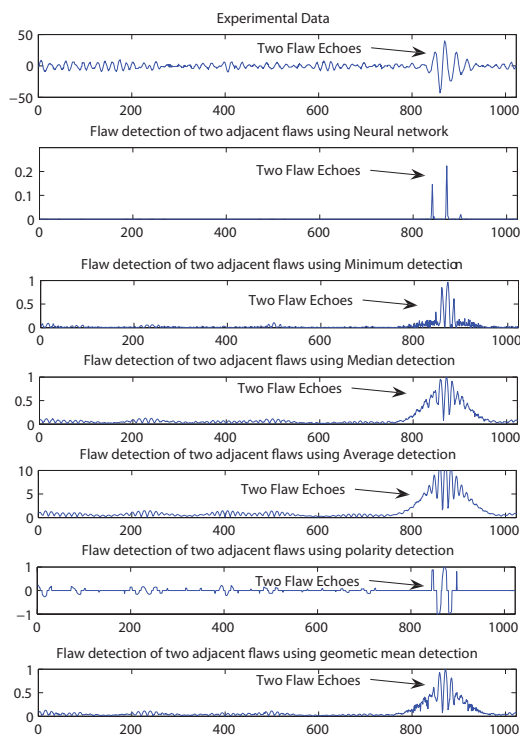 Experimental Data
50
Two Flaw Echoes
0
−50
0 200 400 600 800 1000
Flaw detection of two adjacent flaws using Neural network
Two Flaw Echoes
0.2
0.1
0
0 200 400 600 800 1000
Flaw detection of two adjacent flaws using Minimum detection
1
Two Flaw Echoes
0.5
0
0 200 400 600 800 1000
Flaw detection of two adjacent flaws using Median detection
1
Two Flaw Echoes
0.5
0
0 200 400 600 800 1000
Flaw detection of two adjacent flaws using Average detection
10
Two Flaw Echoes
5
0
0 200 400 600 800 1000
Flaw detection of two adjacent flaws using polarity detection
1
Two Flaw Echoes
0
−1
0 200 400 600 800 1000
Flaw detection of two adjacent flaws using geometic mean detection
1
Two Flaw Echoes
0.5
0
0 200 400 600 800 1000